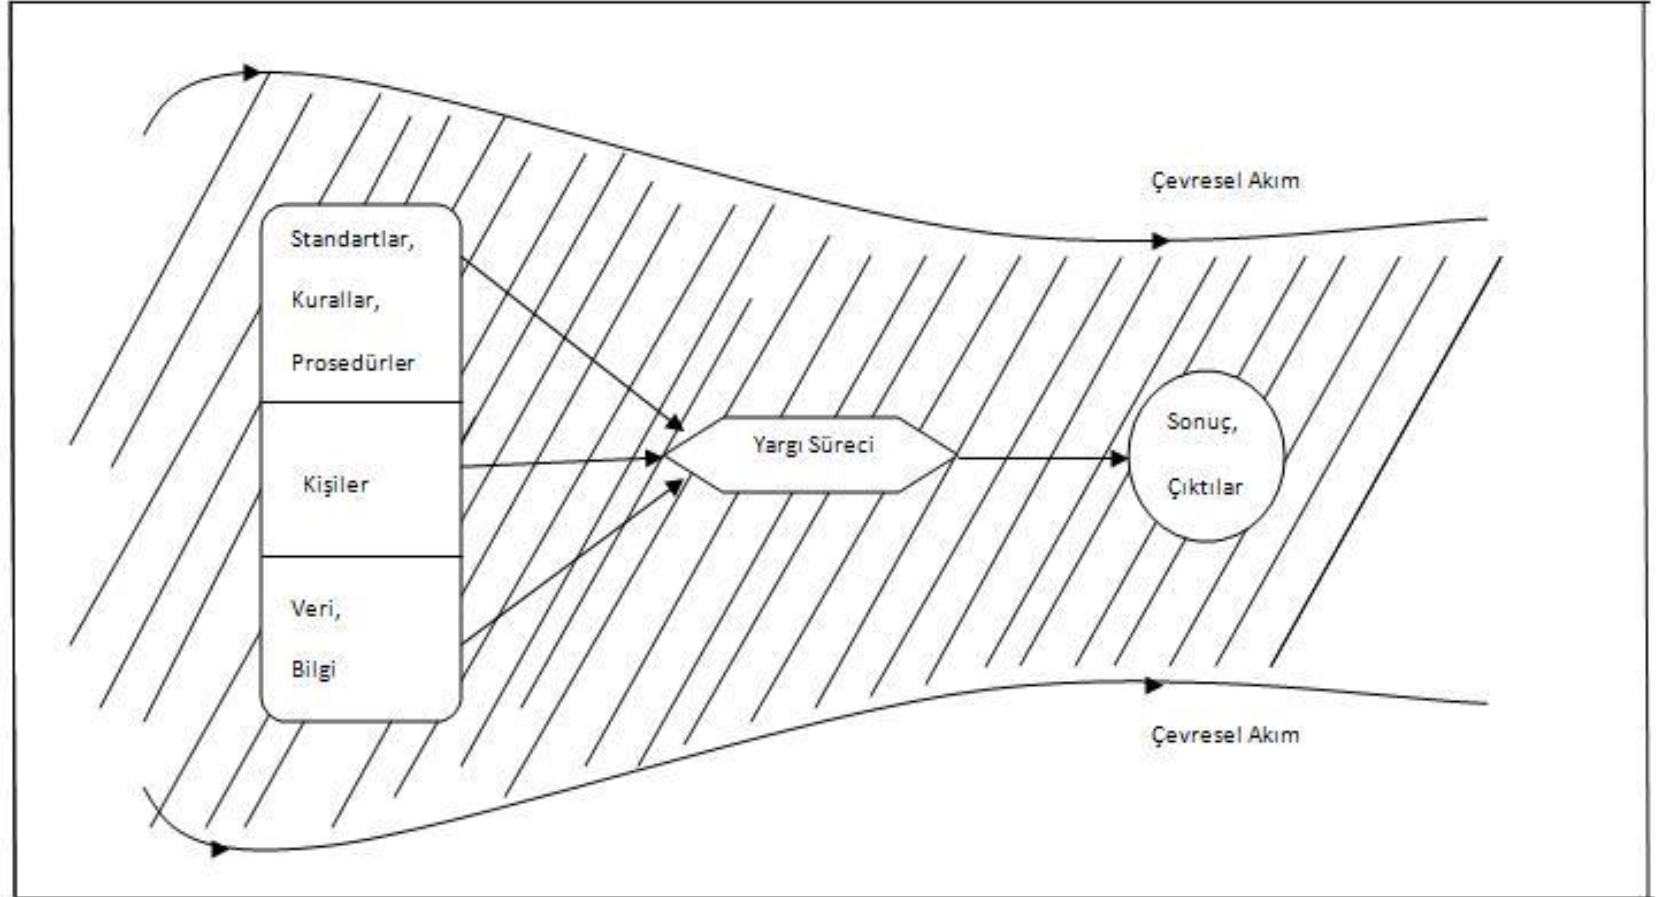 Çevresel Akım
Standartlar,
Kurallar,
Prosedürler
Kişiler
Veri,
Bilgi
Yargı Süreci
Sonuç,
Çıktılar
Çevresel Akım